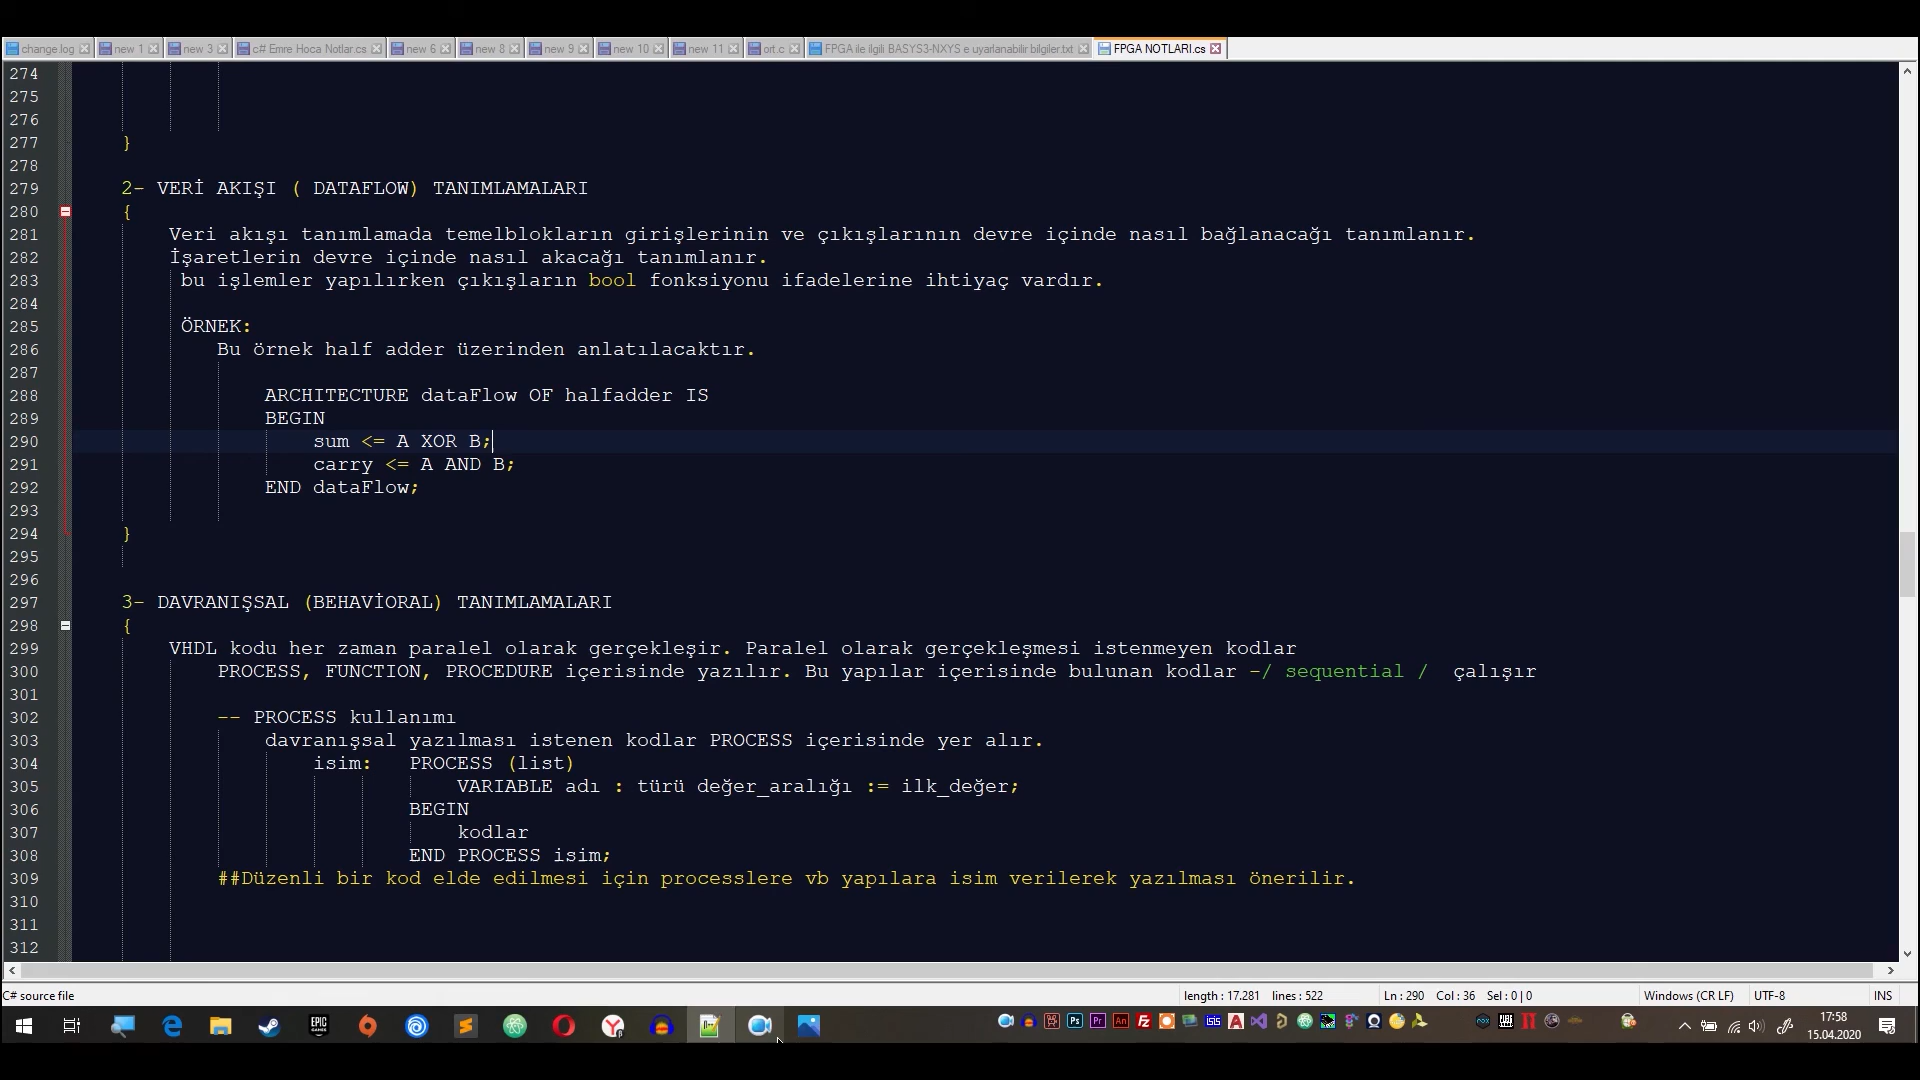 change.log new 1 new 3 c# Emre Hoca Notlar.cs new 6 new 8 new 9 new 10 new 11 ort.c FPGA ile ilgili BASYS3-NXYS e uyarlanabilir bilgiler.txt FPGA NOTLARI.cs
274
275
276
277 }
278
279 2- VERİ AKIŞI ( DATAFLOW) TANIMLAMALARI
280 {
281 Veri akışı tanımlamada temelblokların girişlerinin ve çıkışlarının devre içinde nasıl bağlanacağı tanımlanır.
282 İşaretlerin devre içinde nasıl akacağı tanımlanır.
283 bu işlemler yapılırken çıkışların bool fonksiyonu ifadelerine ihtiyaç vardır.
284
285 ÖRNEK:
286 Bu örnek half adder üzerinden anlatılacaktır.
287
288 ARCHITECTURE dataFlow OF halfadder IS
289 BEGIN
290 sum <= A XOR B;
291 carry <= A AND B;
292 END dataFlow;
293
294 }
295
296
297 3- DAVRANIŞSAL (BEHAVİORAL) TANIMLAMALARI
298 {
299 VHDL kodu her zaman paralel olarak gerçekleşir. Paralel olarak gerçekleşmesi istenmeyen kodlar
300 PROCESS, FUNCTION, PROCEDURE içerisinde yazılır. Bu yapılar içerisinde bulunan kodlar -/ sequential / çalışır
301
302 -- PROCESS kullanımı
303 davranışsal yazılması istenen kodlar PROCESS içerisinde yer alır.
304 isim: PROCESS (list)
305 VARIABLE adı : türü değer_aralığı := ilk_değer;
306 BEGIN
307 kodlar
308 END PROCESS isim;
309 ##Düzenli bir kod elde edilmesi için processlere vb yapılara isim verilerek yazılması önerilir.
310
311
312
C# source file length : 17.281 lines : 522 Ln : 290 Col : 36 Sel : 0 | 0 Windows (CR LF) UTF-8 INS
17:58
15.04.2020